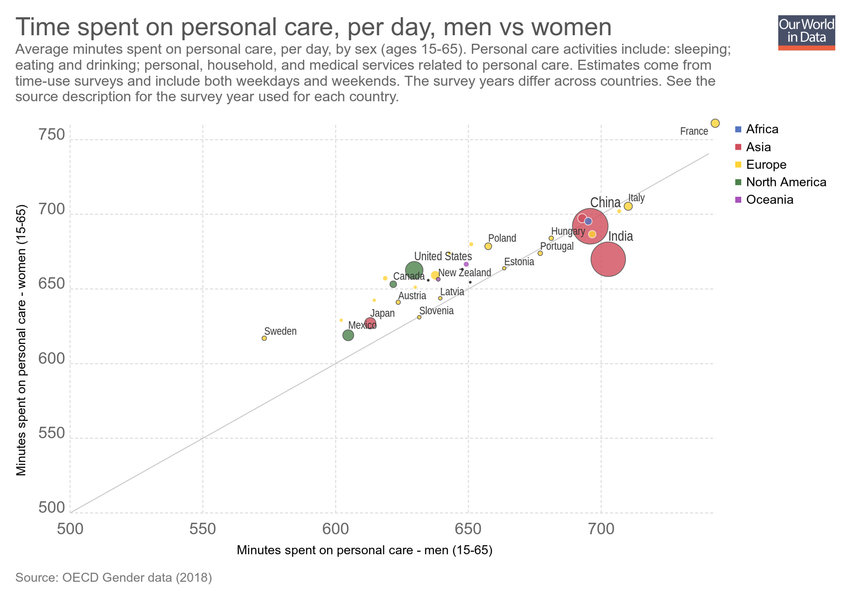 Time spent on personal care, per day, men vs women
Our World
in Data
Average minutes spent on personal care, per day, by sex (ages 15-65). Personal care activities include: sleeping;
eating and drinking; personal, household, and medical services related to personal care. Estimates come from
time-use surveys and include both weekdays and weekends. The survey years differ across countries. See the
source description for the survey year used for each country.
750
France
Africa
Asia
Europe
North America
Oceania
700
China
Italy
Hungary
India
Poland
Portugal
United States
Estonia
650
Canada
New Zealand
Austria
Latvia
Japan
Slovenia
Mexico
Sweden
600
550
500
Minutes spent on personal care - women (15-65)
500
550
600
650
700
Minutes spent on personal care - men (15-65)
Source: OECD Gender data (2018)